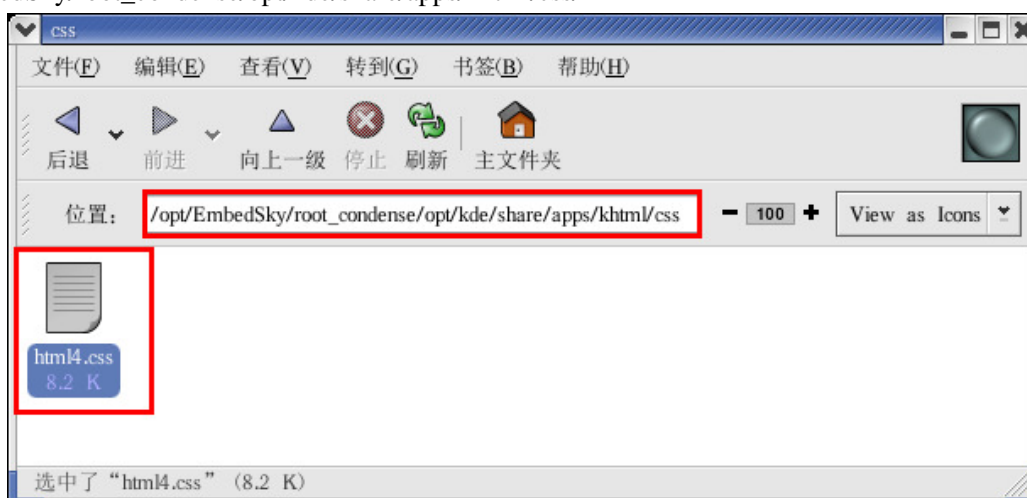 css
文件(F) 编辑(E) 查看(V) 转到(G) 书签(B) 帮助(H)
后退 前进 向上一级 停止 刷新 主文件夹
位置: /opt/EmbedSky/root_condense/opt/kde/share/apps/khtml/css 100 View as Icons
html4.css
8.2 K
选中了“html4.css” (8.2 K)